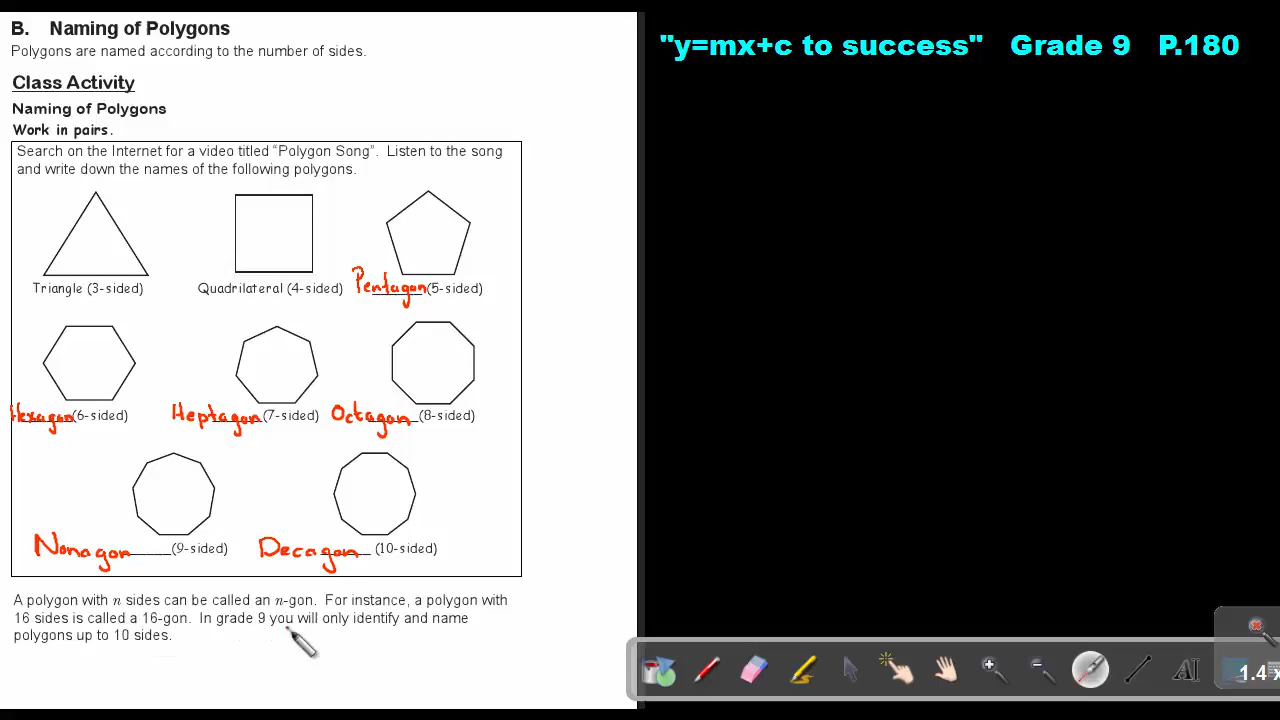 B. Naming of Polygons
Polygons are named according to the number of sides.
"y=mx+c to success" Grade 9 P.180
Class Activity
Naming of Polygons
Work in pairs.
Search on the Internet for a video titled “Polygon Song”. Listen to the song
and write down the names of the following polygons.
Triangle (3-sided) Quadrilateral (4-sided) Pentagon (5-sided)
Hexagon (6-sided) Heptagon (7-sided) Octagon (8-sided)
Nonagon (9-sided) Decagon (10-sided)
A polygon with n sides can be called an n-gon. For instance, a polygon with
16 sides is called a 16-gon. In grade 9 you will only identify and name
polygons up to 10 sides.
AI
1.4 x